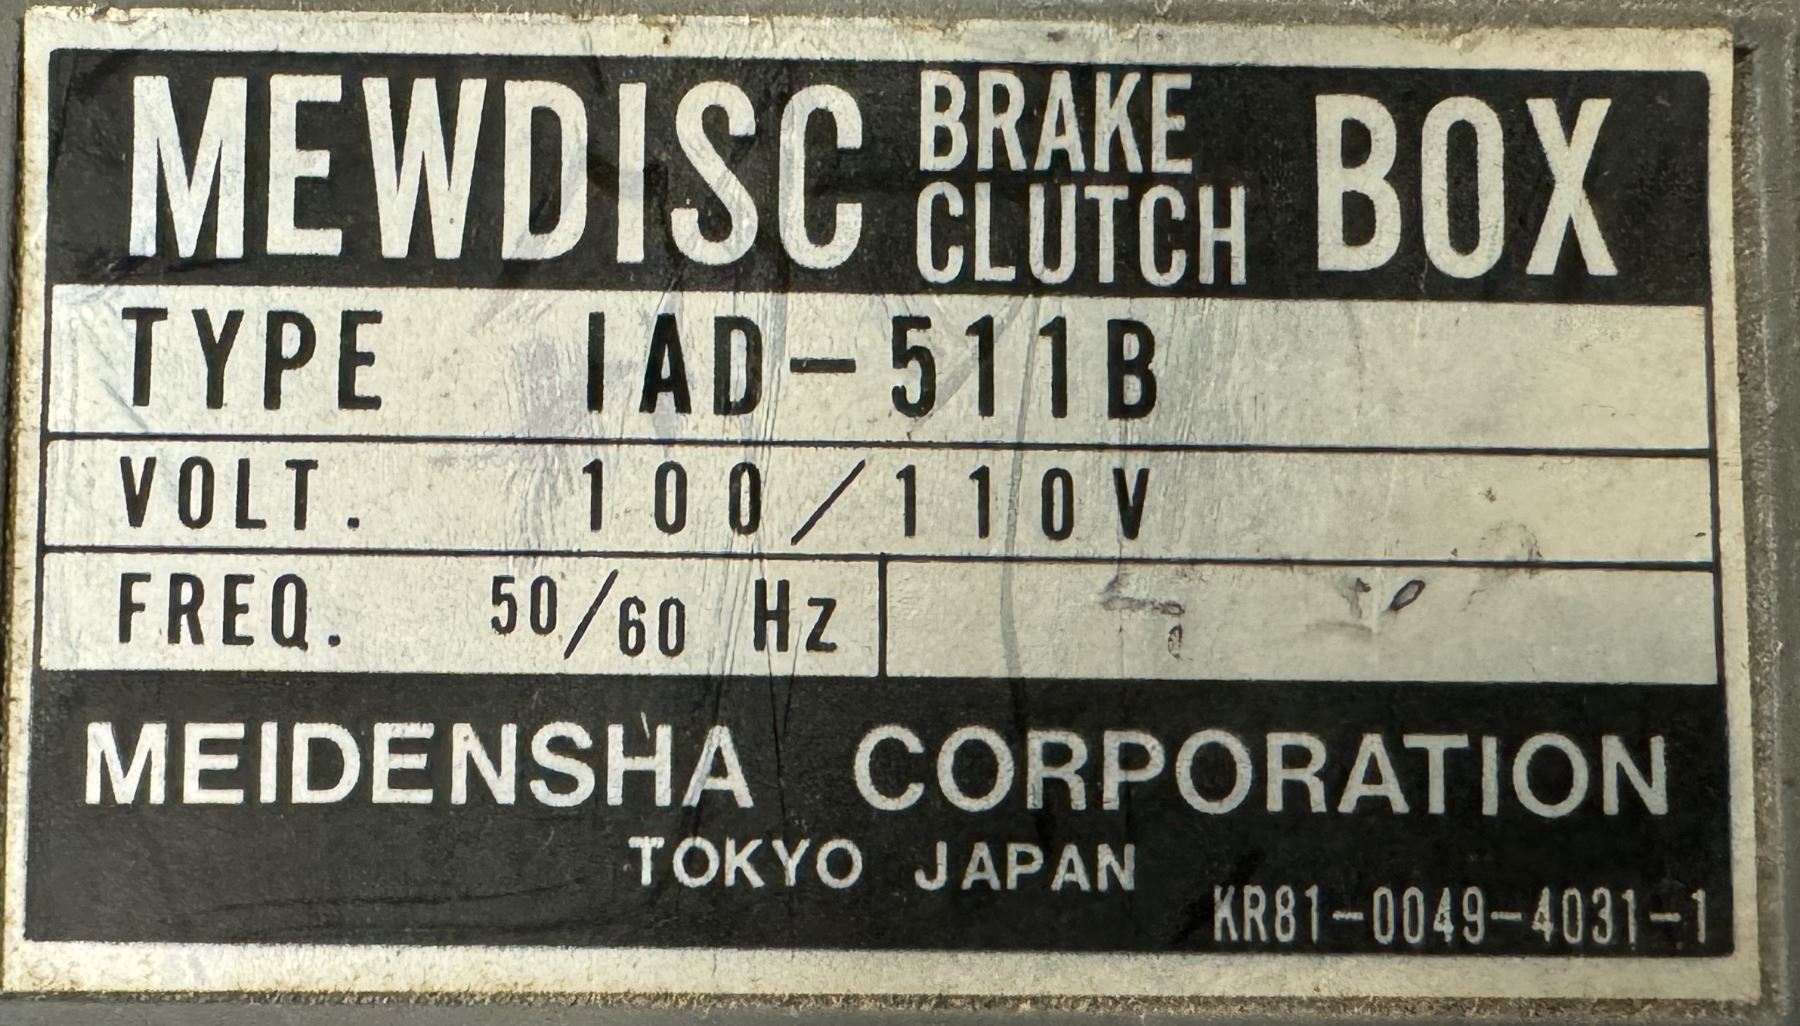 MEWDISC BRAKE CLUTCH BOX
TYPE IAD-511B
VOLT. 100/110V
FREQ. 50/60 Hz
MEIDENSHA CORPORATION
TOKYO JAPAN
KR81-0049-4031-1